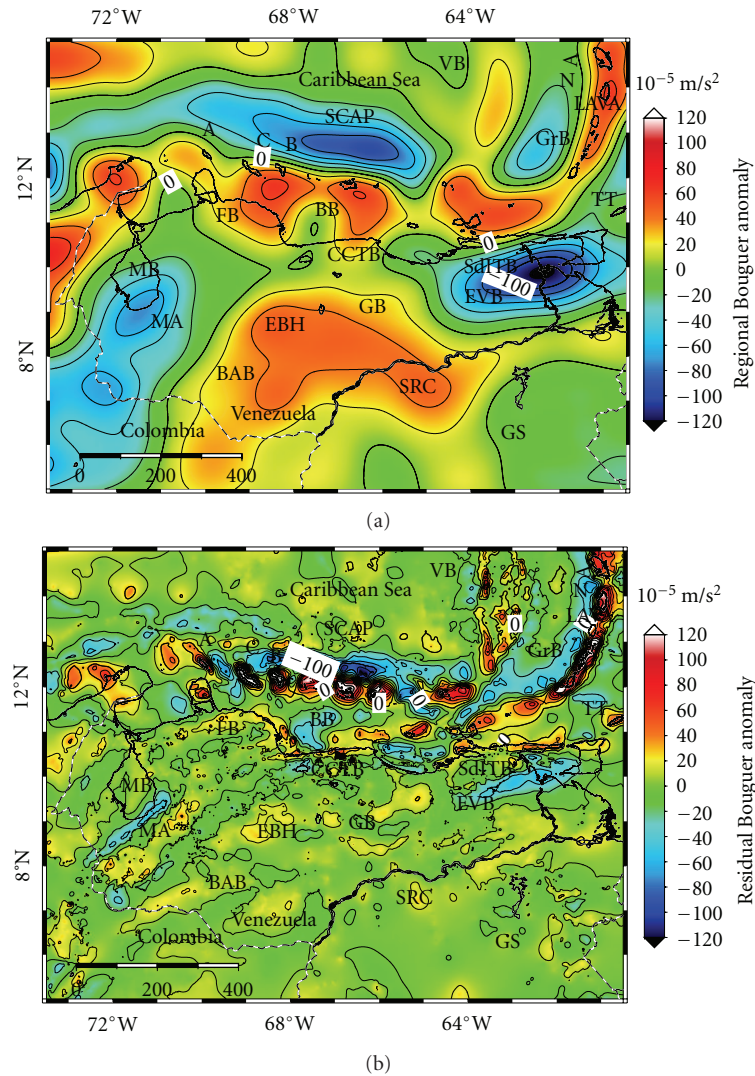 72°W 68°W 64°W
VB A
Caribbean Sea N
10⁻⁵ m/s²
LAVA
SCAP
A C B GrB
0
12°N
0
TT
FB BB
0
CCTB
MB SdITB
−100
EVB
MA GB
EBH
8°N
BAB SRC
Venezuela
Colombia GS
0 200 400
120
100
80
60
40
20
0
−20
−40
−60
−80
−100
−120
Regional Bouguer anomaly
(a)
VB A
Caribbean Sea N
10⁻⁵ m/s²
SCAP 0
A C GrB 0
−100
12°N
0 0 0
BB
FB 0
CCTB SdITB
MB EVB
MA EBH GB
8°N
BAB SRC
Venezuela
Colombia GS
0 200 400
120
100
80
60
40
20
0
−20
−40
−60
−80
−100
−120
Residual Bouguer anomaly
72°W 68°W 64°W
(b)